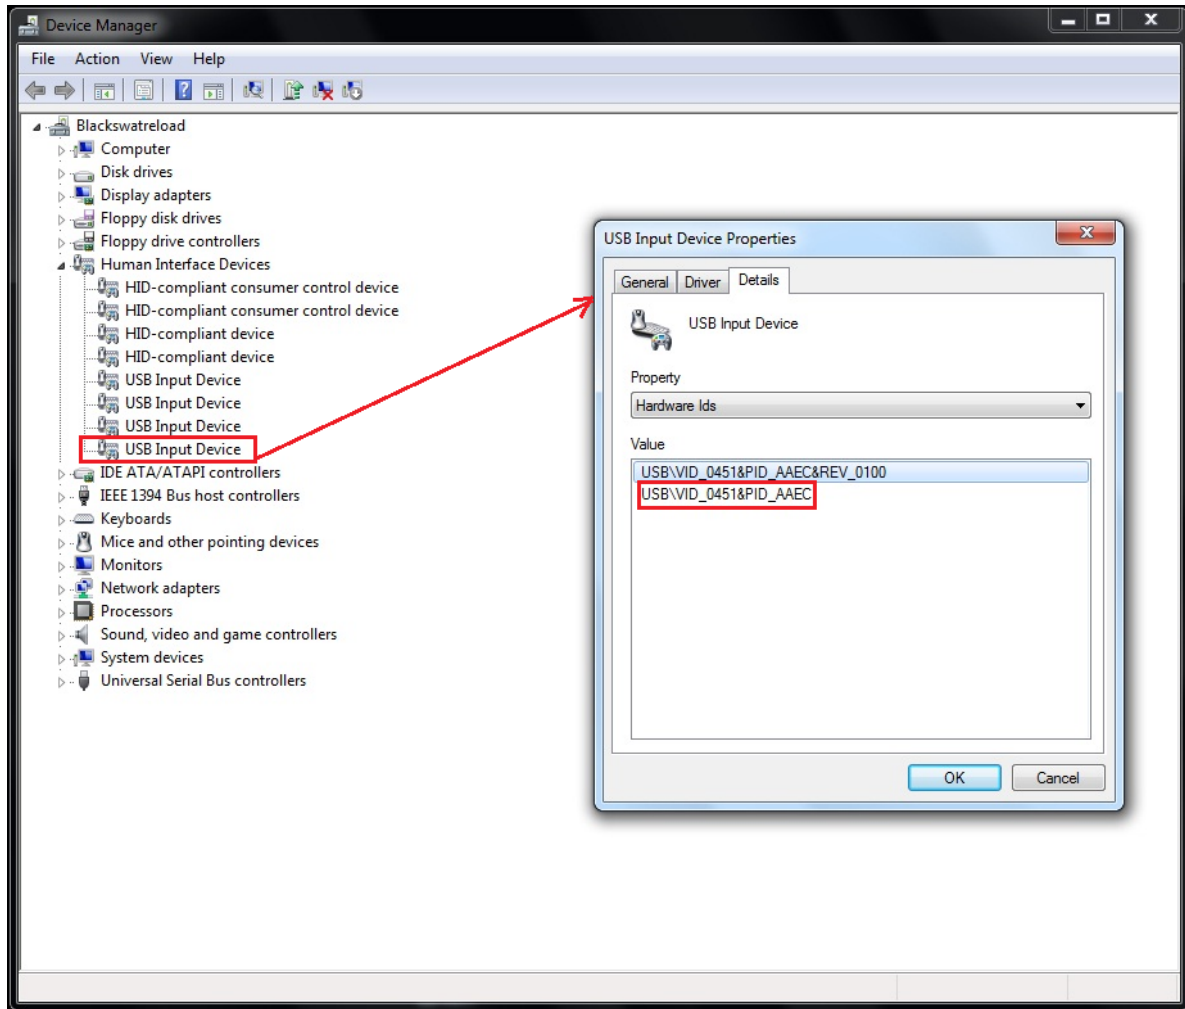 Device Manager
File Action View Help
Blackswatreload
Computer
Disk drives
Display adapters
Floppy disk drives
Floppy drive controllers
Human Interface Devices
HID-compliant consumer control device
HID-compliant consumer control device
HID-compliant device
HID-compliant device
USB Input Device
USB Input Device
USB Input Device
USB Input Device
IDE ATA/ATAPI controllers
IEEE 1394 Bus host controllers
Keyboards
Mice and other pointing devices
Monitors
Network adapters
Processors
Sound, video and game controllers
System devices
Universal Serial Bus controllers
USB Input Device Properties
General Driver Details
USB Input Device
Property
Hardware Ids
Value
USB\VID_0451&PID_AAEC&REV_0100
USB\VID_0451&PID_AAEC
OK Cancel